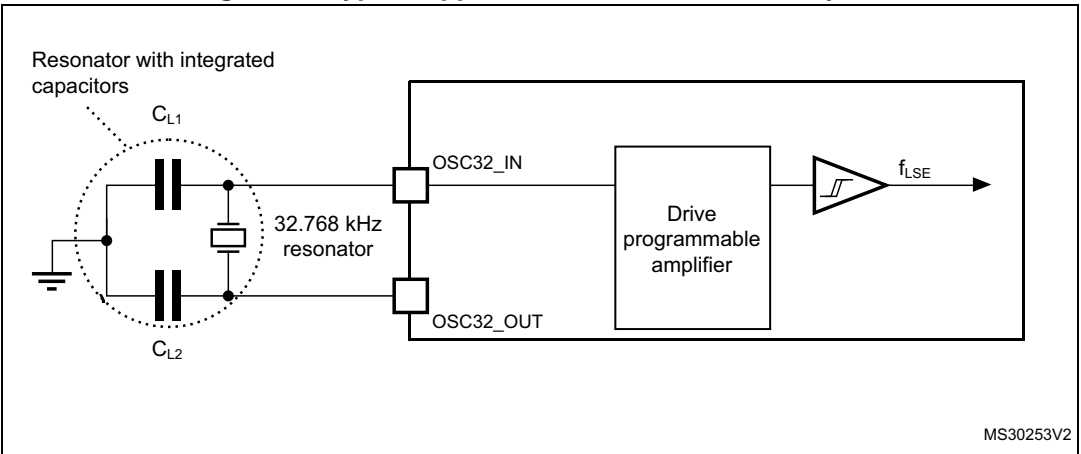 Resonator with integrated
capacitors
CL1
OSC32_IN
fLSE
32.768 kHz
resonator
Drive
programmable
amplifier
OSC32_OUT
CL2
MS30253V2